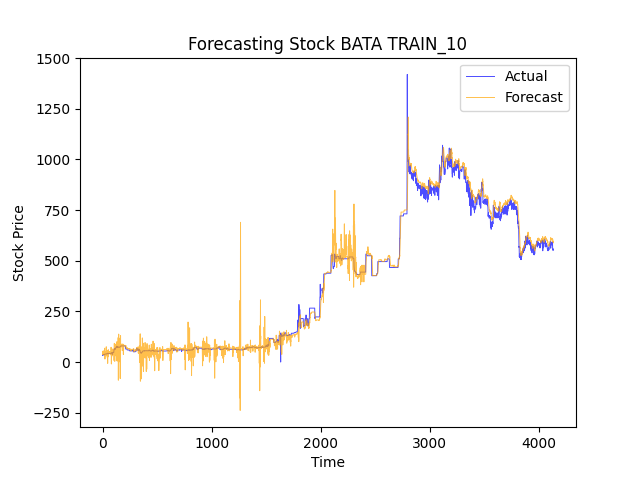 Forecasting Stock BATA TRAIN_10
Actual
Forecast
1500
1250
1000
750
500
250
0
−250
Stock Price
0 1000 2000 3000 4000
Time